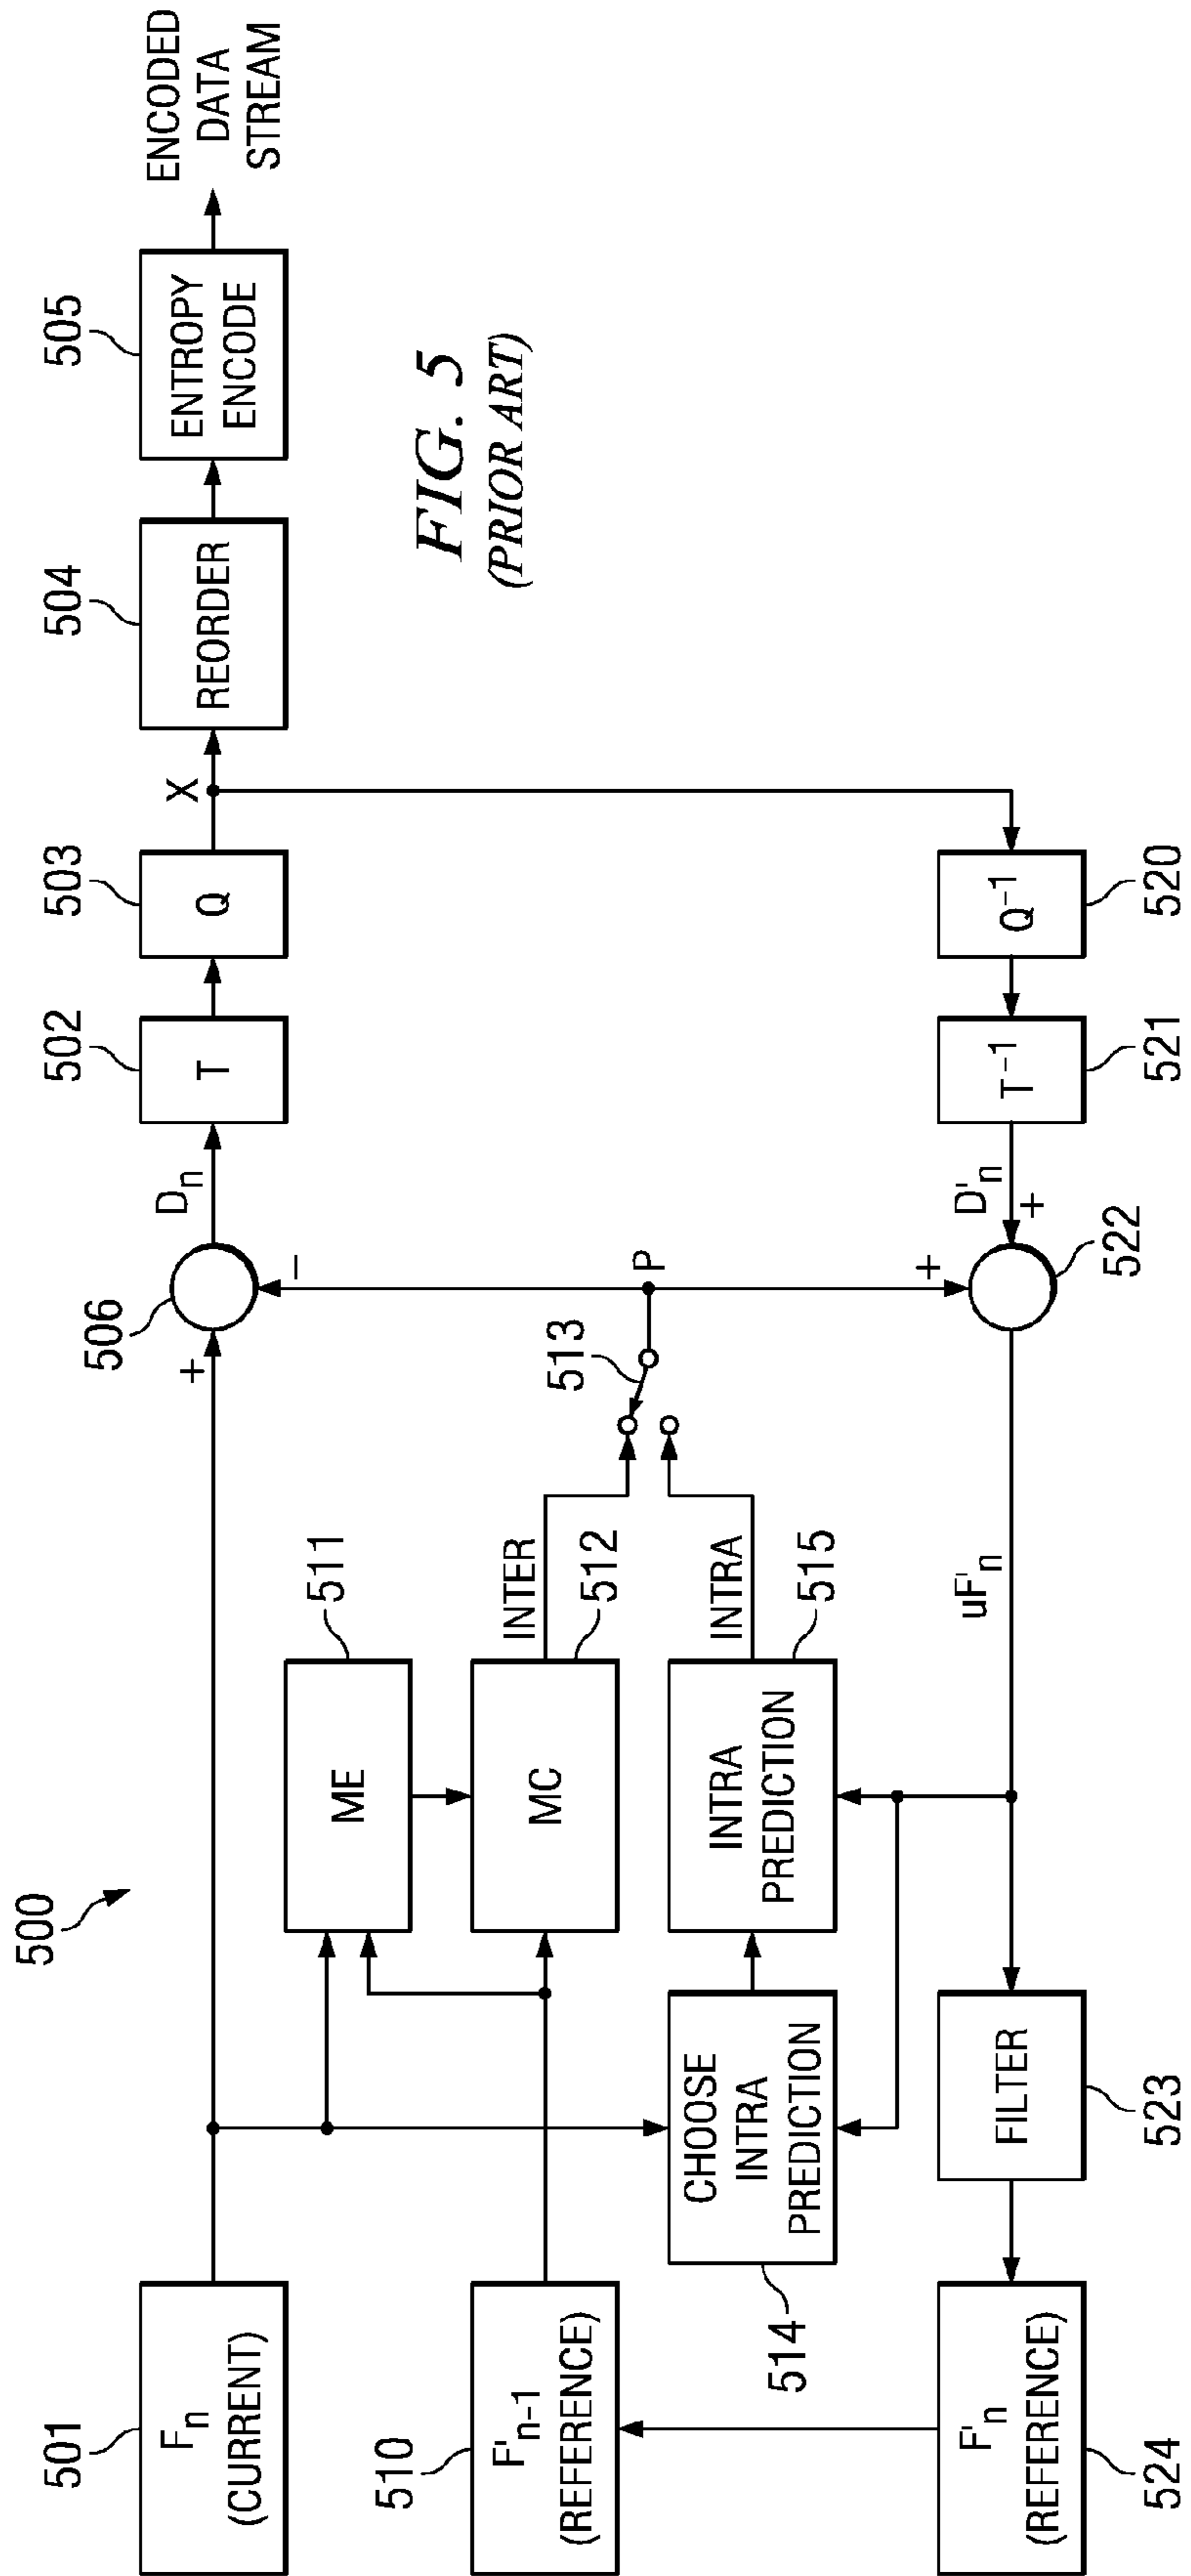 500
501
F_n
(CURRENT)
506
+
−
D_n
502
T
503
Q
X
504
REORDER
505
ENTROPY
ENCODE
ENCODED
DATA
STREAM
511
ME
510
F'_n-1
(REFERENCE)
MC
512
INTER
513
P
514
CHOOSE
INTRA
PREDICTION
INTRA
PREDICTION
515
INTRA
524
F'_n
(REFERENCE)
523
FILTER
uF'_n
522
+
+
D'_n
521
T⁻¹
520
Q⁻¹
FIG. 5
(PRIOR ART)